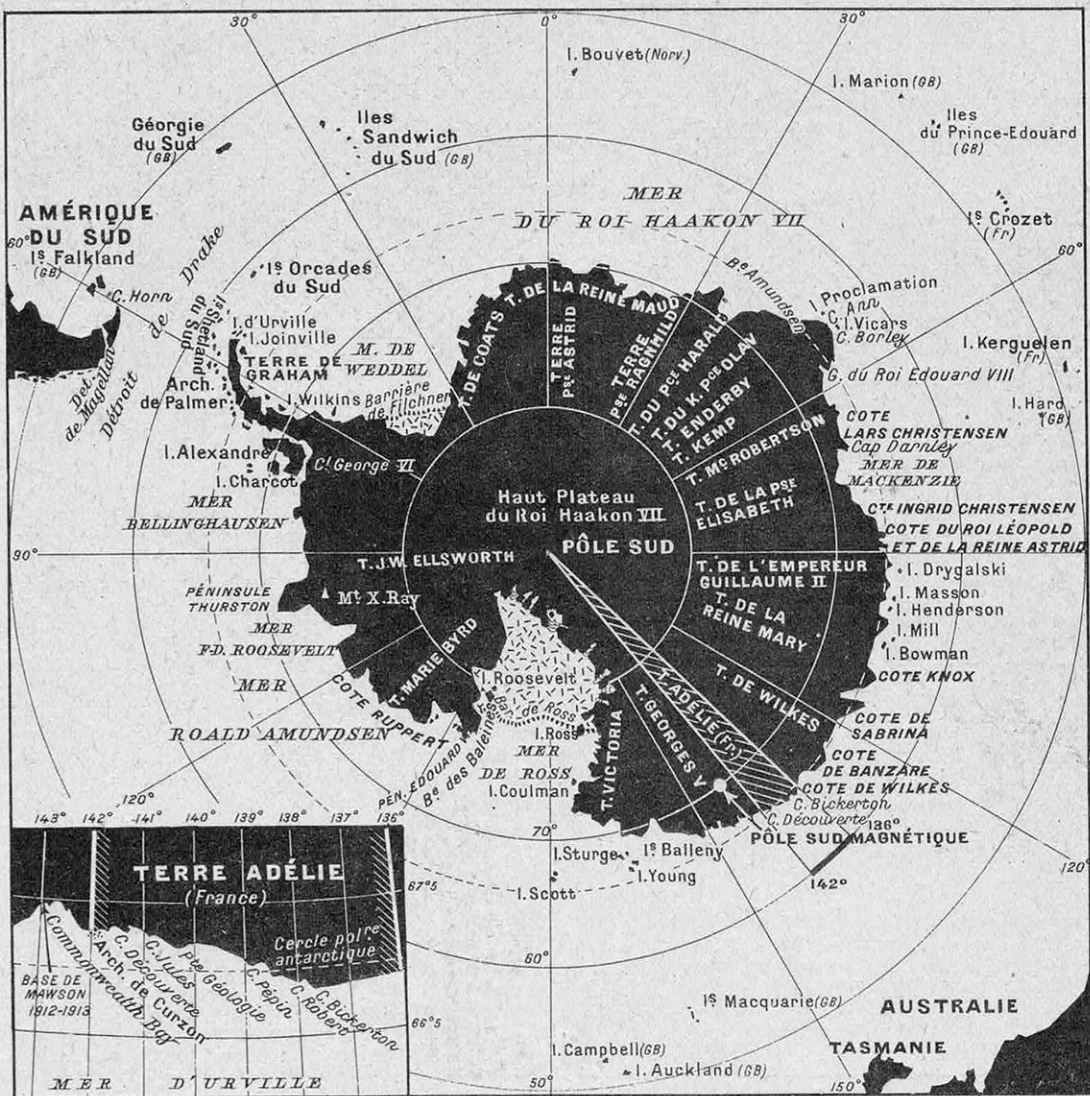 30°
0°
30°
I. Bouvet (Norv.)
I. Marion (GB)
Iles
du Prince-Edouard
(GB)
Géorgie
du Sud
(GB)
Iles
Sandwich
du Sud (GB)
MER
DU ROI HAAKON VII
Is Crozet
(Fr)
AMÉRIQUE
DU SUD
60°
Is Falkland
(GB)
C. Horn
Détroit de Drake
Det. de Magellan
60°
Is Orcades
du Sud
Is Shetland
du Sud
I. d'Urville
I. Joinville
TERRE DE
GRAHAM
M. DE
WEDDEL
Arch.
de Palmer
I. Wilkins
Barrière
de Filchner
I. Alexandre
I. Charcot
Cl George VI
MER
BELLINGHAUSEN
T. DE COATS
T. DE LA REINE MAUD
TERRE
Pse ASTRID
TERRE
Pse RAGNHILD
T. DU Pce HARALD
T. DU K. Pce OLAV
T. ENDERBY
T. KEMP
T. Mc ROBERTSON
T. DE LA PSE
ELISABETH
Be Amundsen
I. Proclamation
C. Ann
I. Vicars
C. Borley
I. Kerguelen
(Fr)
G. du Roi Edouard VIII
I. Hard
(GB)
COTE
LARS CHRISTENSEN
Cap Darnley
MER DE
MACKENZIE
Cte INGRID CHRISTENSEN
COTE DU ROI LÉOPOLD
ET DE LA REINE ASTRID
Haut Plateau
du Roi Haakon VII
PÔLE SUD
90°
T. J.W. ELLSWORTH
T. DE L'EMPEREUR
GUILLAUME II
I. Drygalski
I. Masson
I. Henderson
I. Mill
I. Bowman
COTE KNOX
T. DE LA
REINE MARY
T. DE WILKES
PÉNINSULE
THURSTON
Mt X. Ray
MER
F-D. ROOSEVELT
MER
ROALD AMUNDSEN
T. MARIE BYRD
COTE RUPPERT
PEN. EDOUARD VII
Be des Baleines
I. Roosevelt
Bar. de Ross
I. Ross
MER
DE ROSS
I. Coulman
T. VICTORIA
T. GEORGES V
T. ADÉLIE (Fr.)
COTE DE
SABRINA
COTE
DE BANZARE
COTE DE WILKES
C. Bickertoh
C. Découverte
136°
PÔLE SUD MAGNÉTIQUE
142°
120°
120°
70°
I. Sturge
Is Balleny
I. Young
I. Scott
60°
Is Macquarie (GB)
AUSTRALIE
TASMANIE
I. Campbell (GB)
I. Auckland (GB)
50°
150°
143°
142°
141°
140°
139°
138°
137°
136°
TERRE ADÉLIE
(France)
67°5
Cercle polre
antarctique
BASE DE
MAWSON
1912-1913
Commonwealth Bay
Arch. de Curzon
C. Découverte
C. Jules
Pte Géologie
C. Pépin
C. Robert
C. Bickerton
66°5
MER D'URVILLE